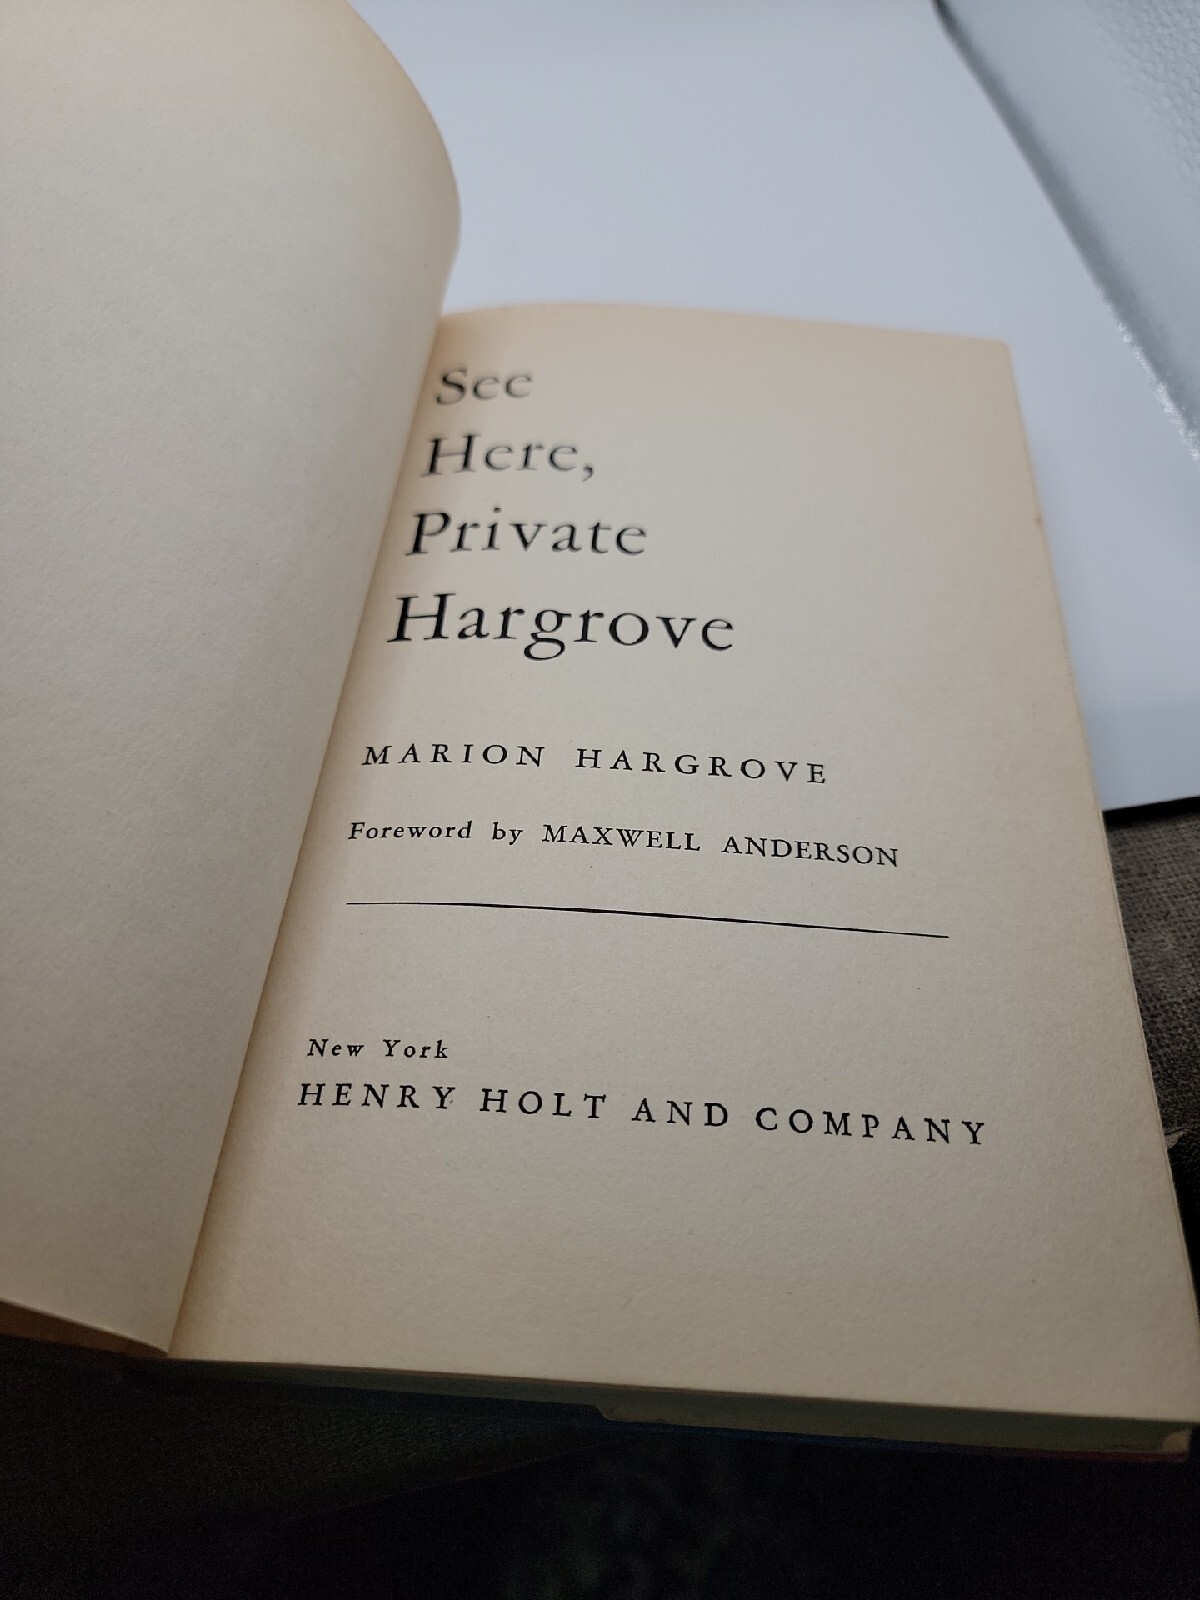 See
Here,
Private
Hargrove
MARION HARGROVE
Foreword by MAXWELL ANDERSON
New York
HENRY HOLT AND COMPANY